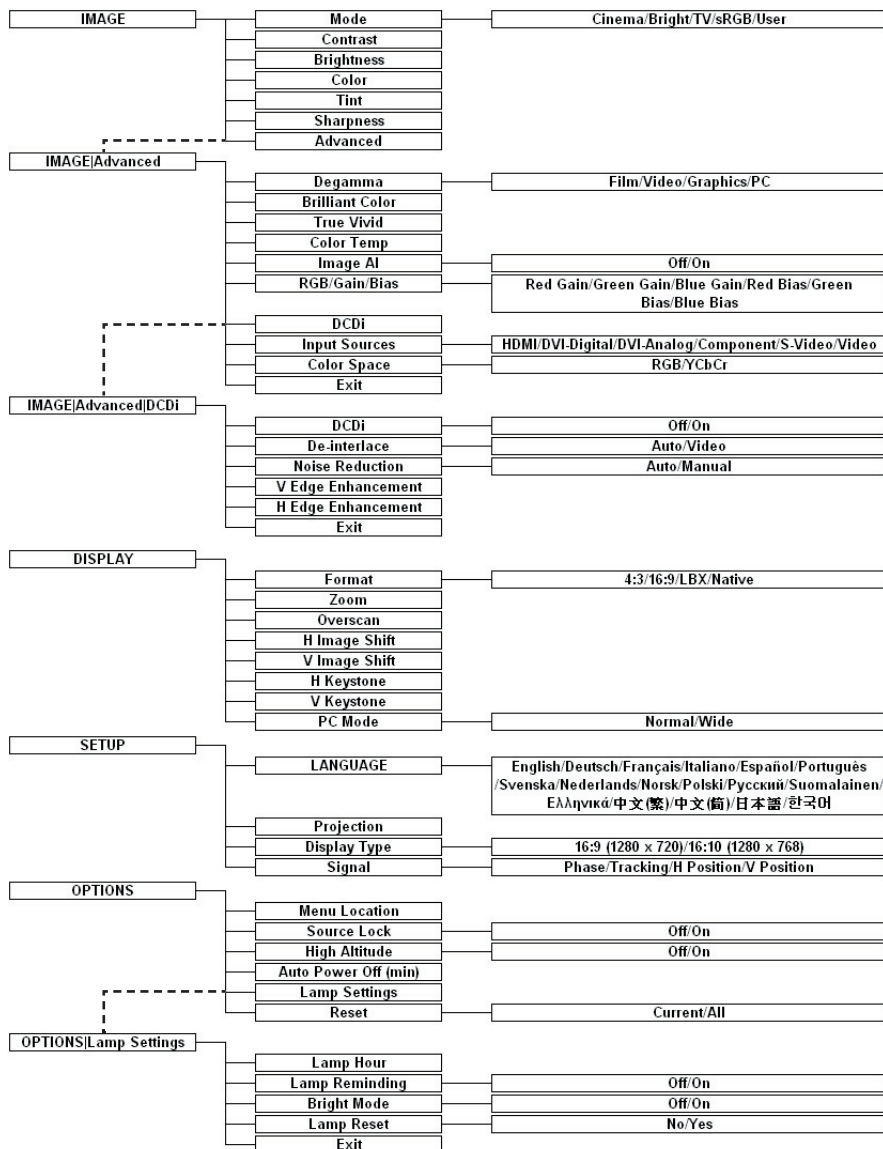 IMAGE
Mode
Cinema/Bright/TV/sRGB/User
Contrast
Brightness
Color
Tint
Sharpness
Advanced
IMAGE|Advanced
Degamma
Film/Video/Graphics/PC
Brilliant Color
True Vivid
Color Temp
Image AI
Off/On
RGB/Gain/Bias
Red Gain/Green Gain/Blue Gain/Red Bias/Green
Bias/Blue Bias
DCDi
Input Sources
HDMI/DVI-Digital/DVI-Analog/Component/S-Video/Video
Color Space
RGB/YCbCr
Exit
IMAGE|Advanced|DCDi
DCDi
Off/On
De-interlace
Auto/Video
Noise Reduction
Auto/Manual
V Edge Enhancement
H Edge Enhancement
Exit
DISPLAY
Format
4:3/16:9/LBX/Native
Zoom
Overscan
H Image Shift
V Image Shift
H Keystone
V Keystone
PC Mode
Normal/Wide
SETUP
LANGUAGE
English/Deutsch/Français/Italiano/Español/Português
/Svenska/Nederlands/Norsk/Polski/Русский/Suomalainen/
Ελληνικά/中文(繁)/中文(简)/日本語/한국어
Projection
Display Type
16:9 (1280 x 720)/16:10 (1280 x 768)
Signal
Phase/Tracking/H Position/V Position
OPTIONS
Menu Location
Source Lock
Off/On
High Altitude
Off/On
Auto Power Off (min)
Lamp Settings
Reset
Current/All
OPTIONS|Lamp Settings
Lamp Hour
Lamp Reminding
Off/On
Bright Mode
Off/On
Lamp Reset
No/Yes
Exit